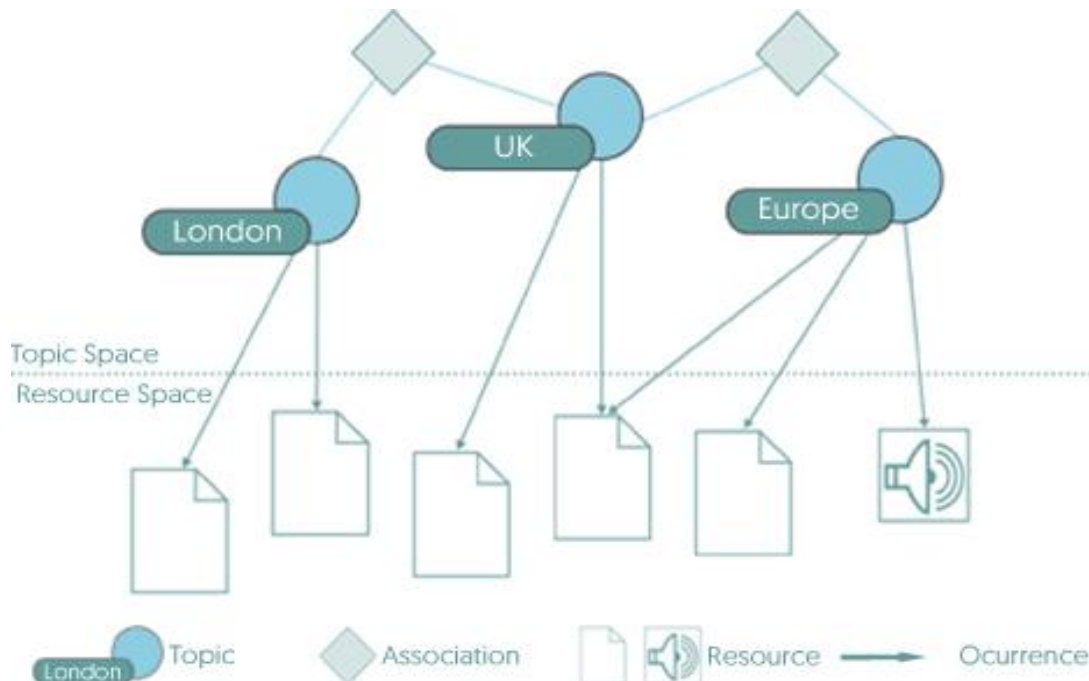 UK
London
Europe
Topic Space
Resource Space
London
Topic
Association
Resource
Ocurrence